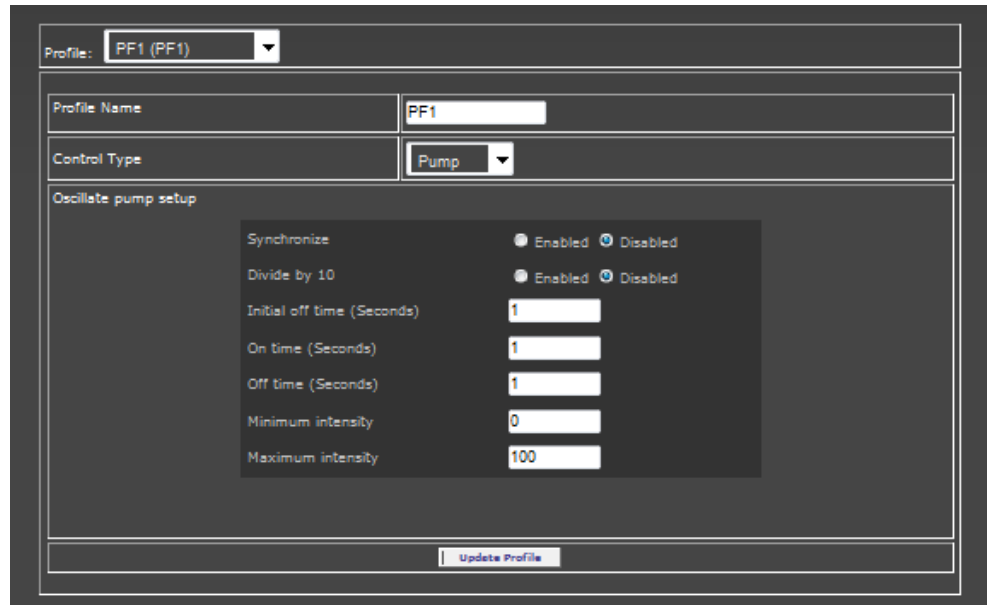 Profile: PF1 (PF1)
Profile Name PF1
Control Type Pump
Oscillate pump setup
Synchronize Enabled Disabled
Divide by 10 Enabled Disabled
Initial off time (Seconds) 1
On time (Seconds) 1
Off time (Seconds) 1
Minimum intensity 0
Maximum intensity 100
Update Profile